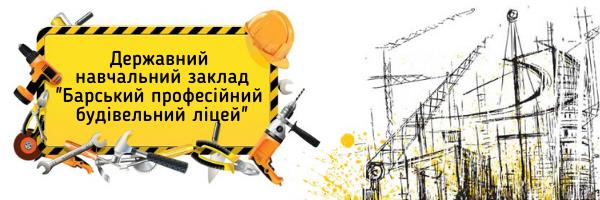 Державний
навчальний заклад
"Барський професійний
будівельний ліцей"